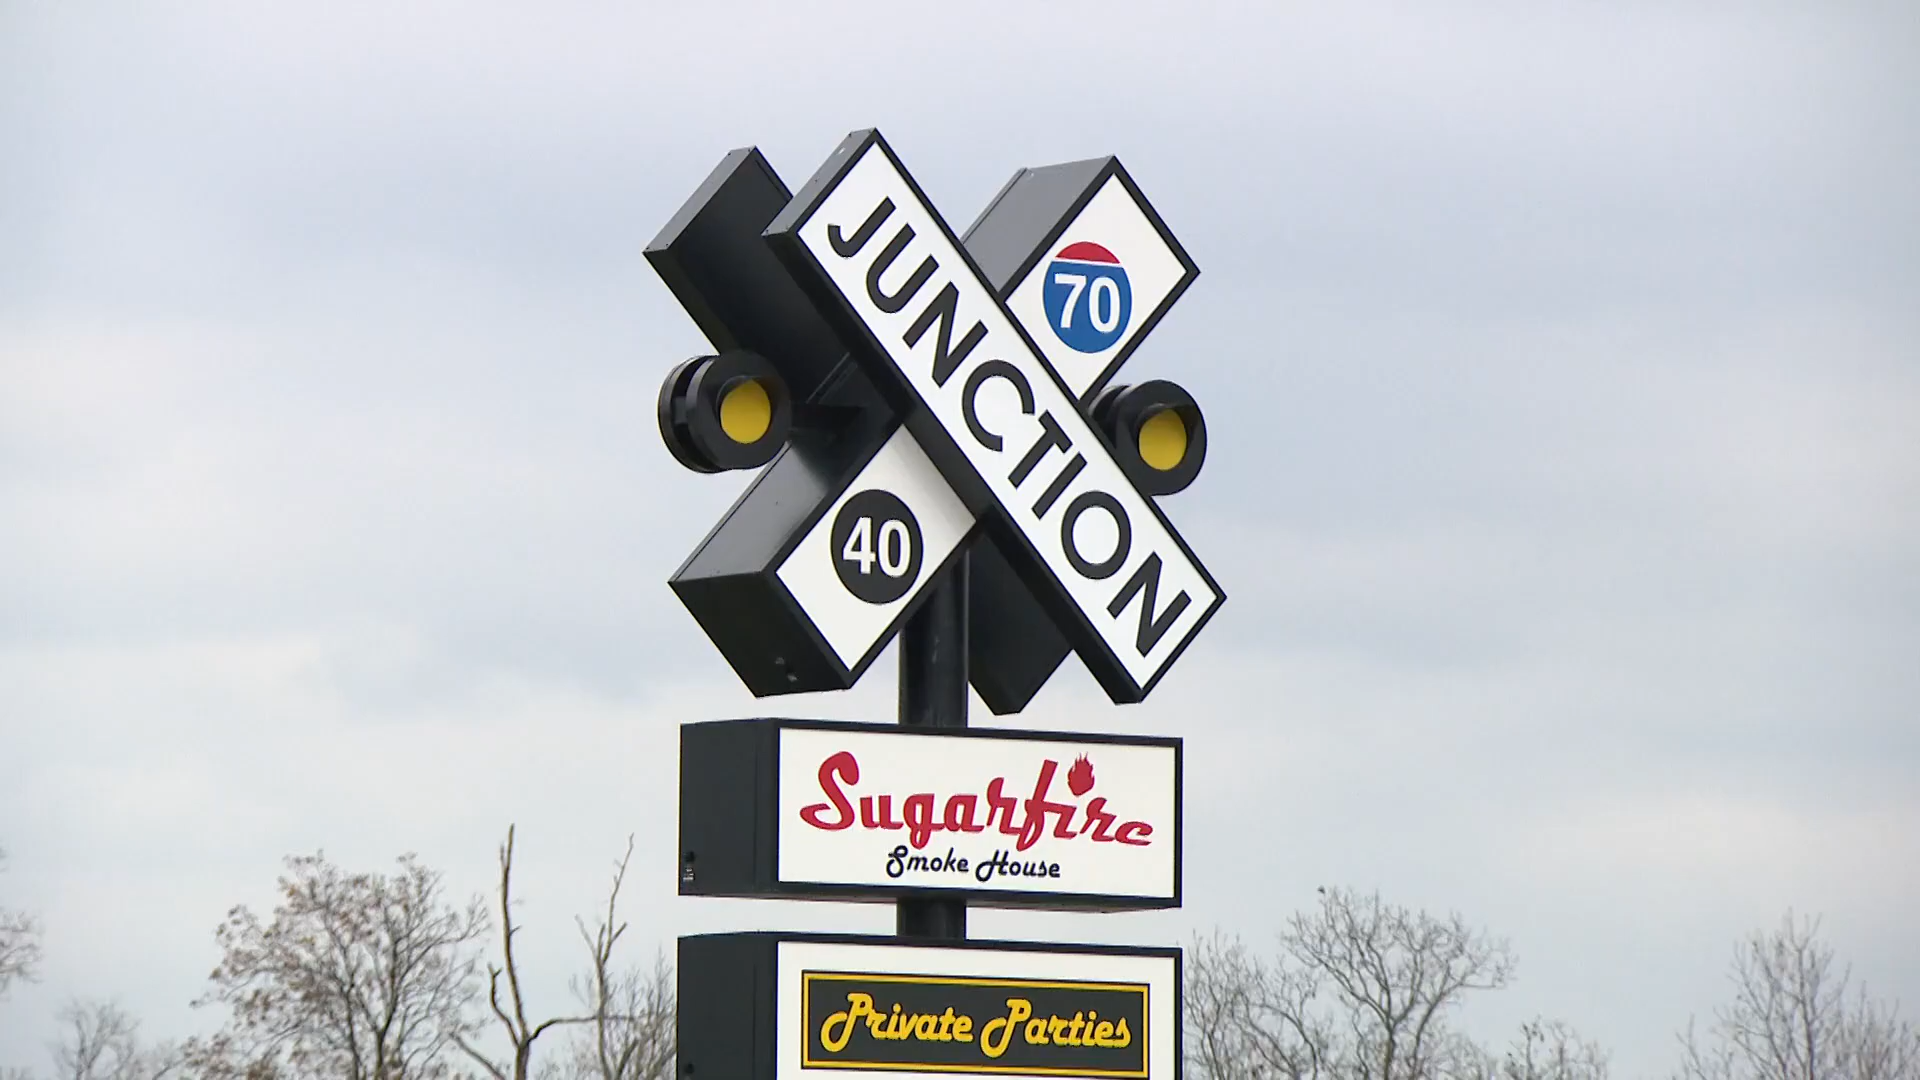 JUNCTION
70
40
Sugarfire
Smoke House
Private Parties